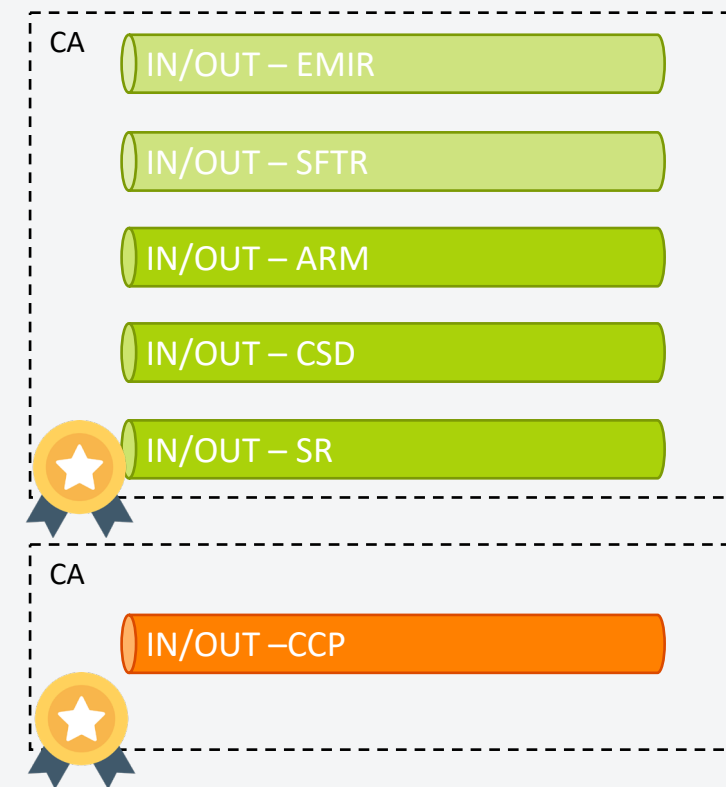 CA
IN/OUT – EMIR
IN/OUT – SFTR
IN/OUT – ARM
IN/OUT – CSD
IN/OUT – SR
CA
IN/OUT –CCP